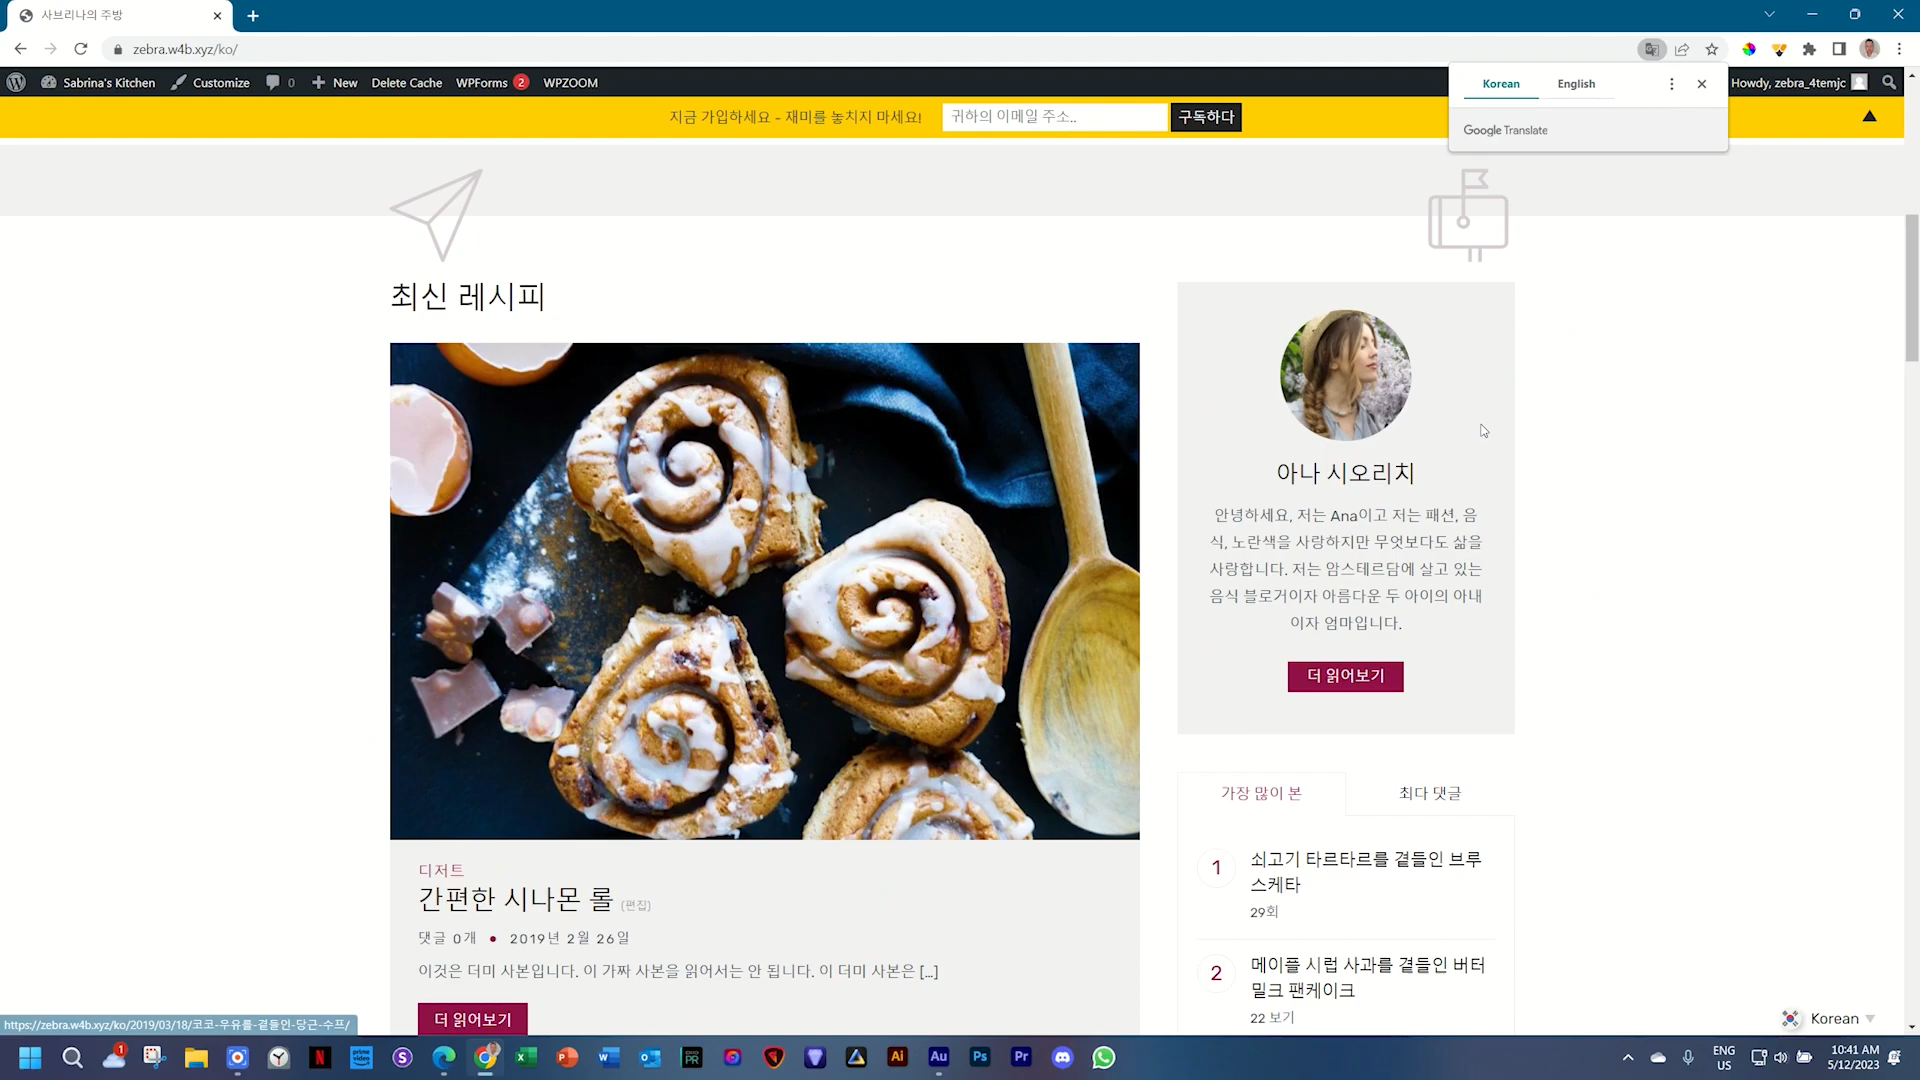 사브리나의 주방
zebra.w4b.xyz/ko/
Sabrina's Kitchen
Customize
0
New
Delete Cache
WPForms 2
WPZOOM
Korean
English
Howdy, zebra_4temjc
Google Translate
지금 가입하세요 - 재미를 놓치지 마세요!
귀하의 이메일 주소..
구독하다
최신 레시피
아나 시오리치
안녕하세요, 저는 Ana이고 저는 패션, 음
식, 노란색을 사랑하지만 무엇보다도 삶을
사랑합니다. 저는 암스테르담에 살고 있는
음식 블로거이자 아름다운 두 아이의 아내
이자 엄마입니다.
더 읽어보기
가장 많이 본
최다 댓글
1
쇠고기 타르타르를 곁들인 브루
스케타
29회
2
메이플 시럽 사과를 곁들인 버터
밀크 팬케이크
22 보기
디저트
간편한 시나몬 롤 (편집)
댓글 0개 • 2019년 2월 26일
이것은 더미 사본입니다. 이 가짜 사본을 읽어서는 안 됩니다. 이 더미 사본은 [...]
더 읽어보기
https://zebra.w4b.xyz/ko/2019/03/18/코코-우유를-곁들인-당근-수프/
Korean
1
ENG
US
10:41 AM
5/12/2023